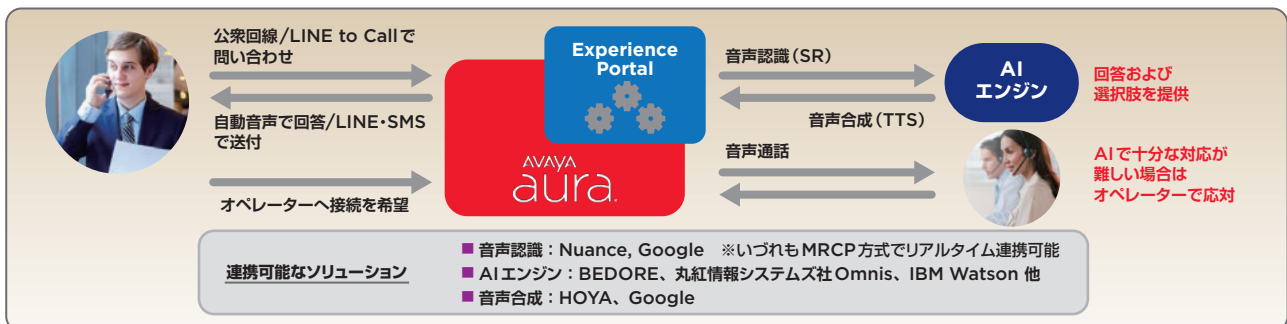 公衆回線/LINE to Callで
問い合わせ
自動音声で回答/LINE・SMS
で送付
オペレーターへ接続を希望
Experience
Portal
AVAYA
aura®
音声認識(SR)
音声合成(TTS)
音声通話
AI
エンジン
回答および
選択肢を提供
AIで十分な対応が
難しい場合は
オペレーターで応対
連携可能なソリューション
■ 音声認識：Nuance, Google ※いづれもMRCP方式でリアルタイム連携可能
■ AIエンジン：BEDORE、丸紅情報システムズ社Omnis、IBM Watson 他
■ 音声合成：HOYA、Google